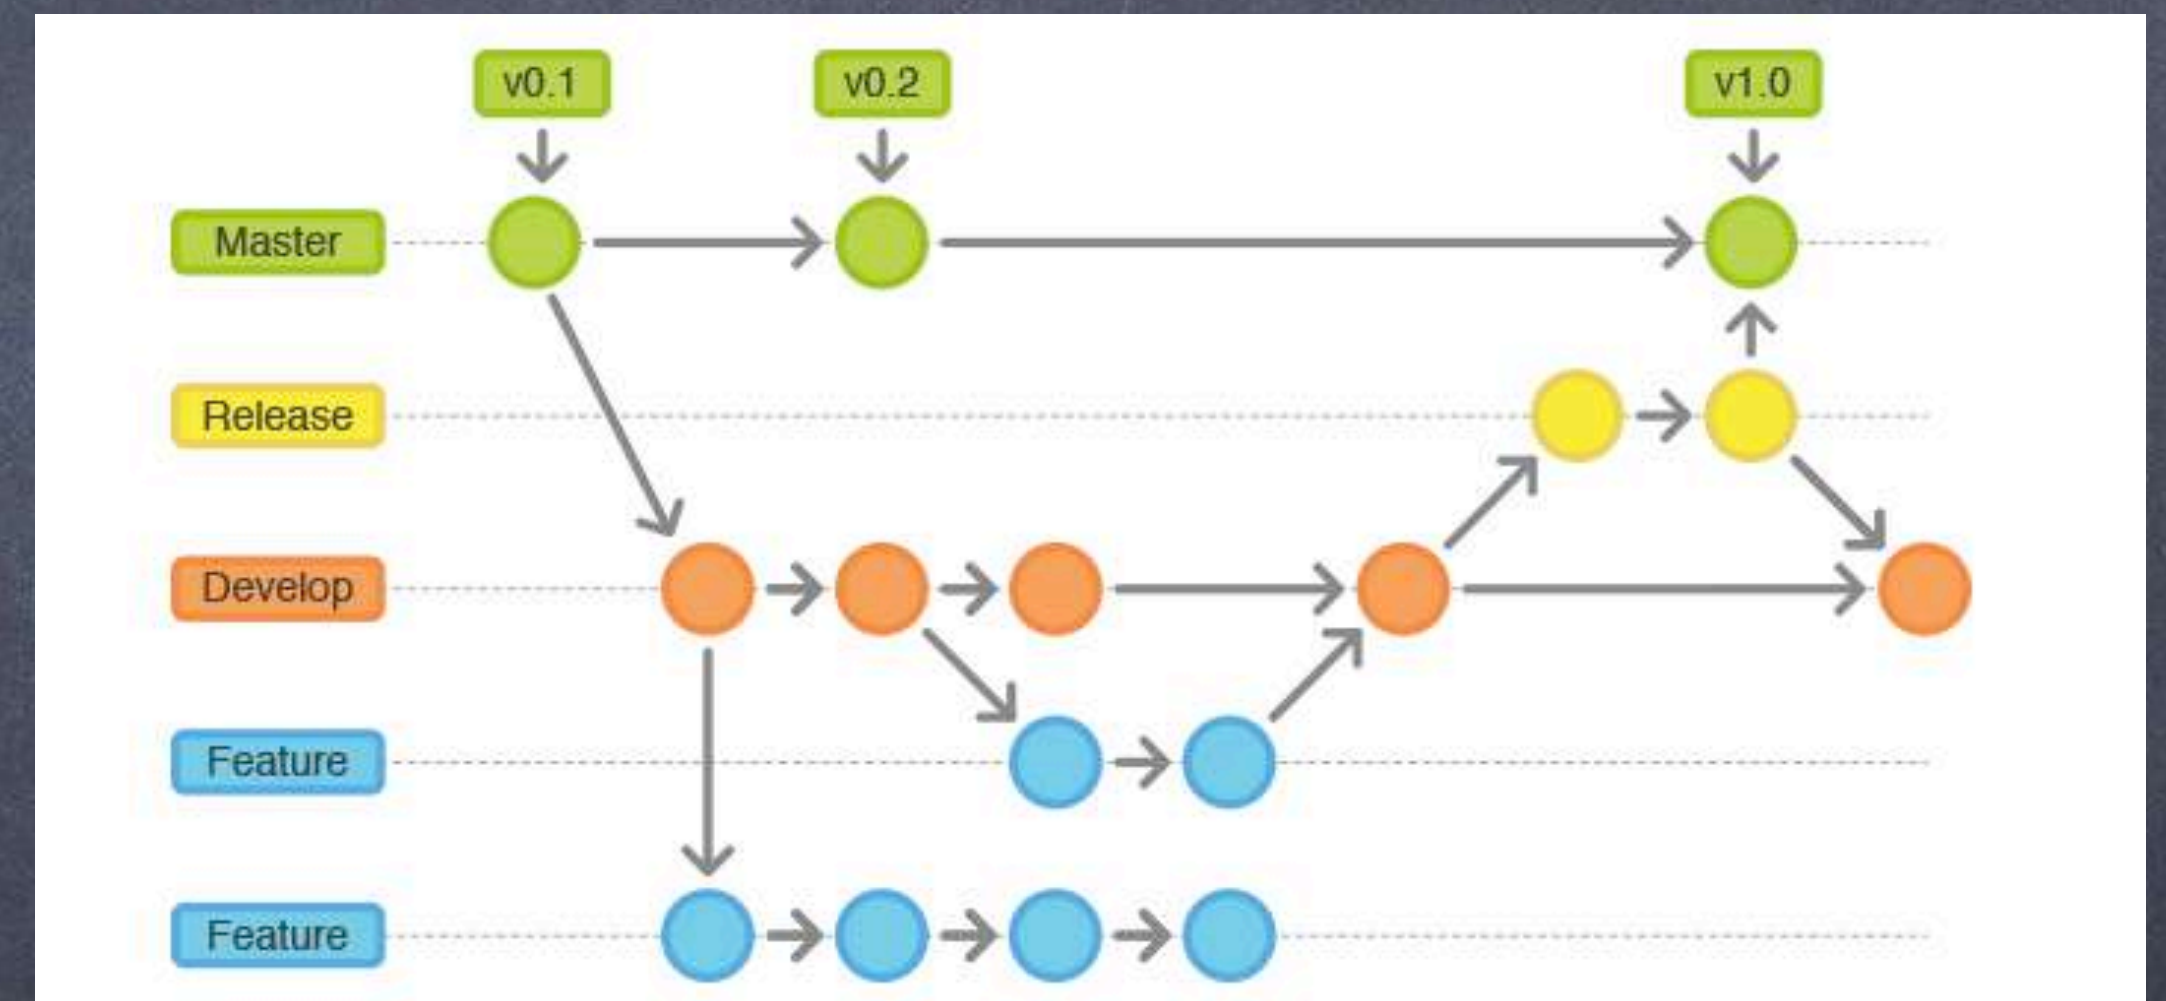 v0.1
v0.2
v1.0
Master
Release
Develop
Feature
Feature